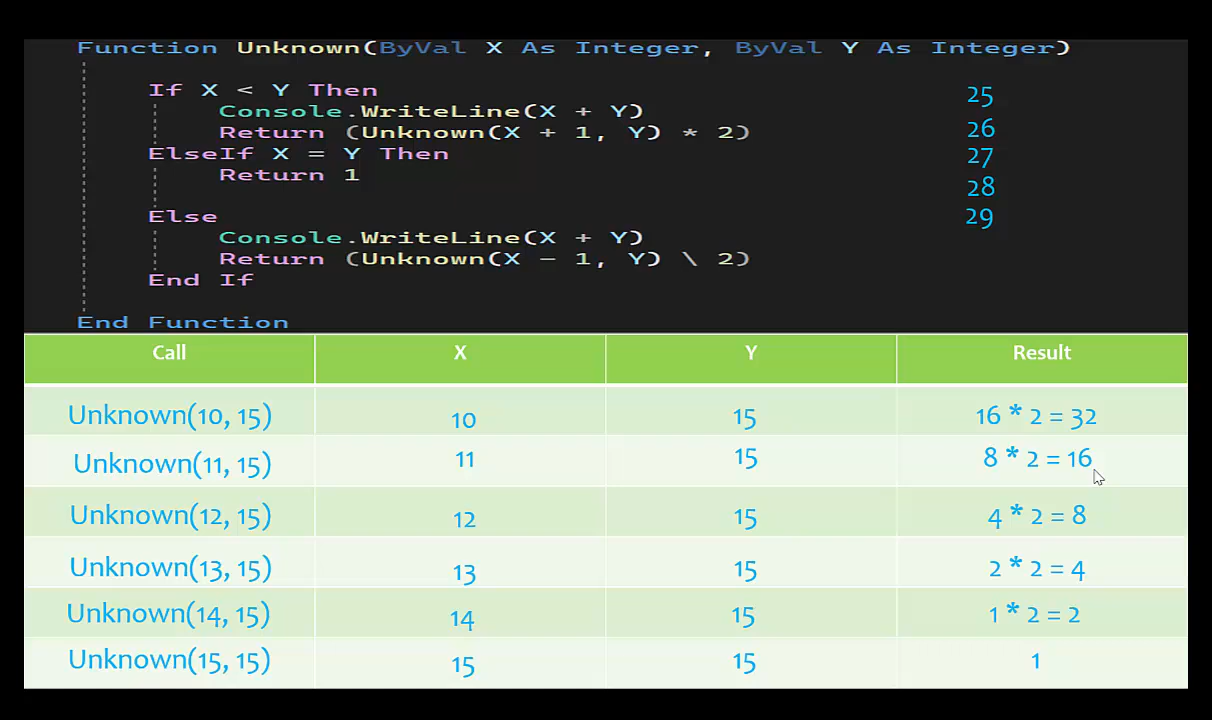 Function Unknown(ByVal X As Integer, ByVal Y As Integer)
If X < Y Then
Console.WriteLine(X + Y)
Return (Unknown(X + 1, Y) * 2)
ElseIf X = Y Then
Return 1
Else
Console.WriteLine(X + Y)
Return (Unknown(X - 1, Y) \ 2)
End If
End Function
25
26
27
28
29
Call X Y Result
Unknown(10, 15) 10 15 16 * 2 = 32
Unknown(11, 15) 11 15 8 * 2 = 16
Unknown(12, 15) 12 15 4 * 2 = 8
Unknown(13, 15) 13 15 2 * 2 = 4
Unknown(14, 15) 14 15 1 * 2 = 2
Unknown(15, 15) 15 15 1